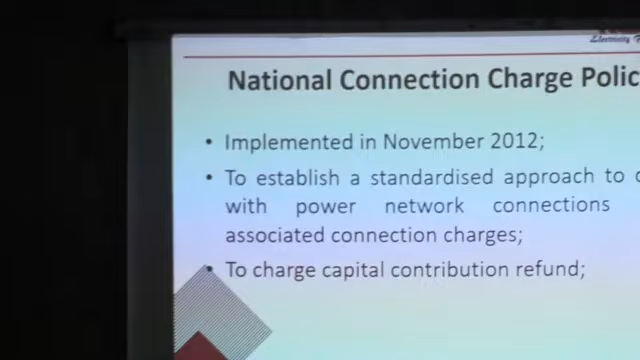 Electricity
National Connection Charge Polic
• Implemented in November 2012;
• To establish a standardised approach to
with power network connections
associated connection charges;
• To charge capital contribution refund;